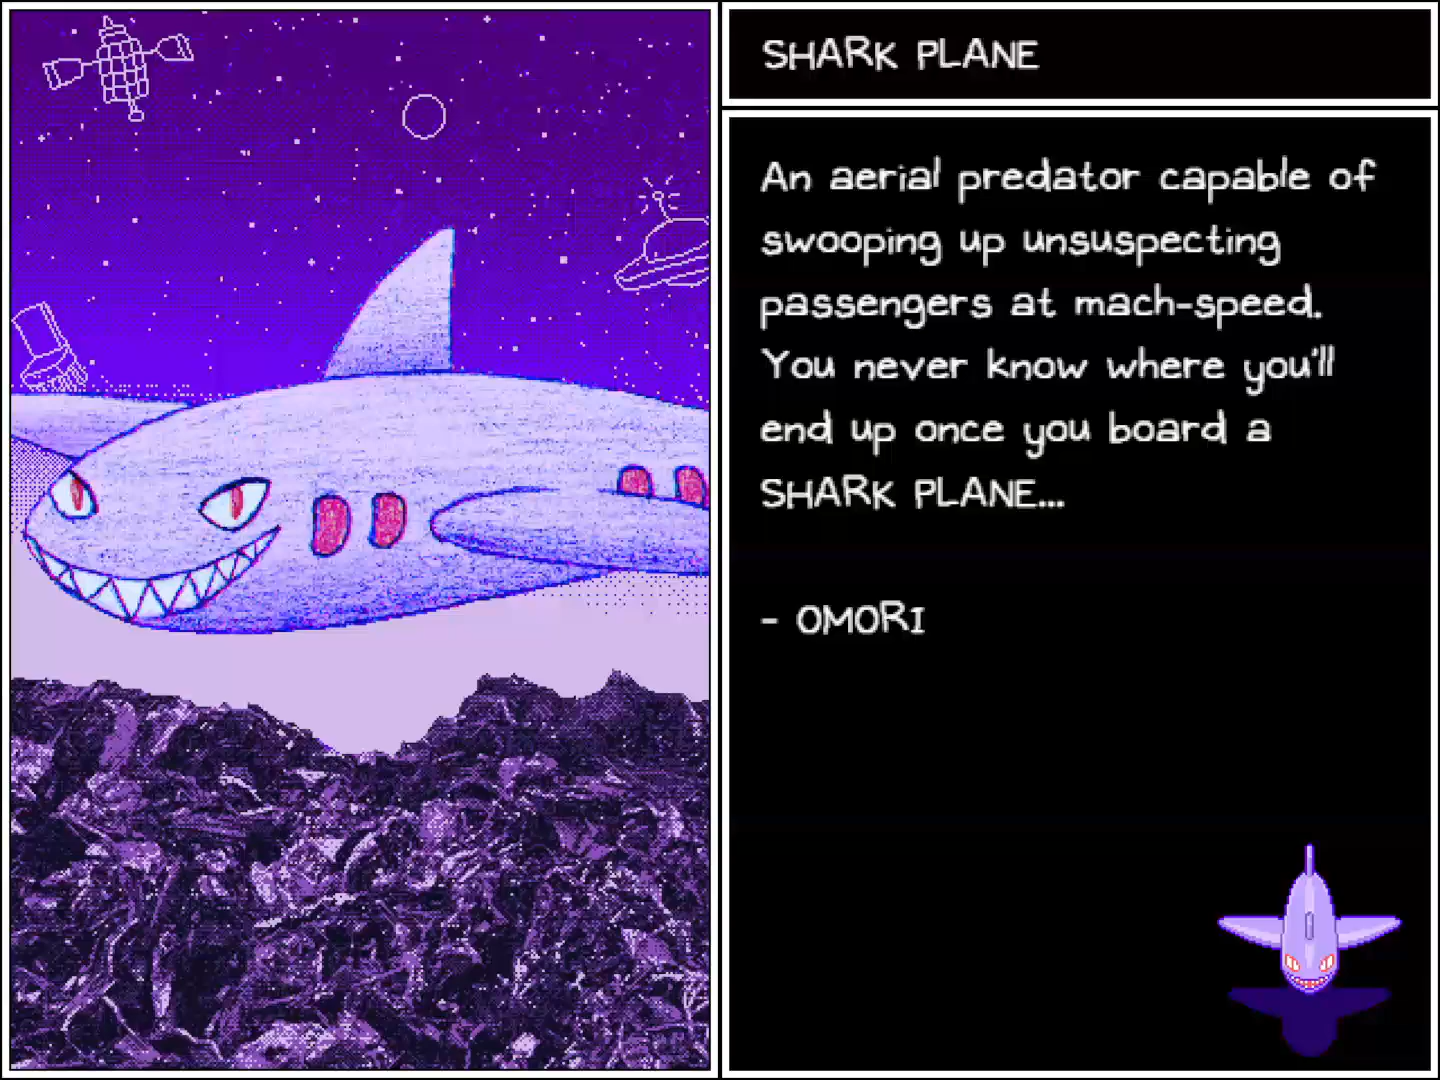 SHARK PLANE
An aerial predator capable of
swooping up unsuspecting
passengers at mach-speed.
You never know where you'll
end up once you board a
SHARK PLANE...
- OMORI